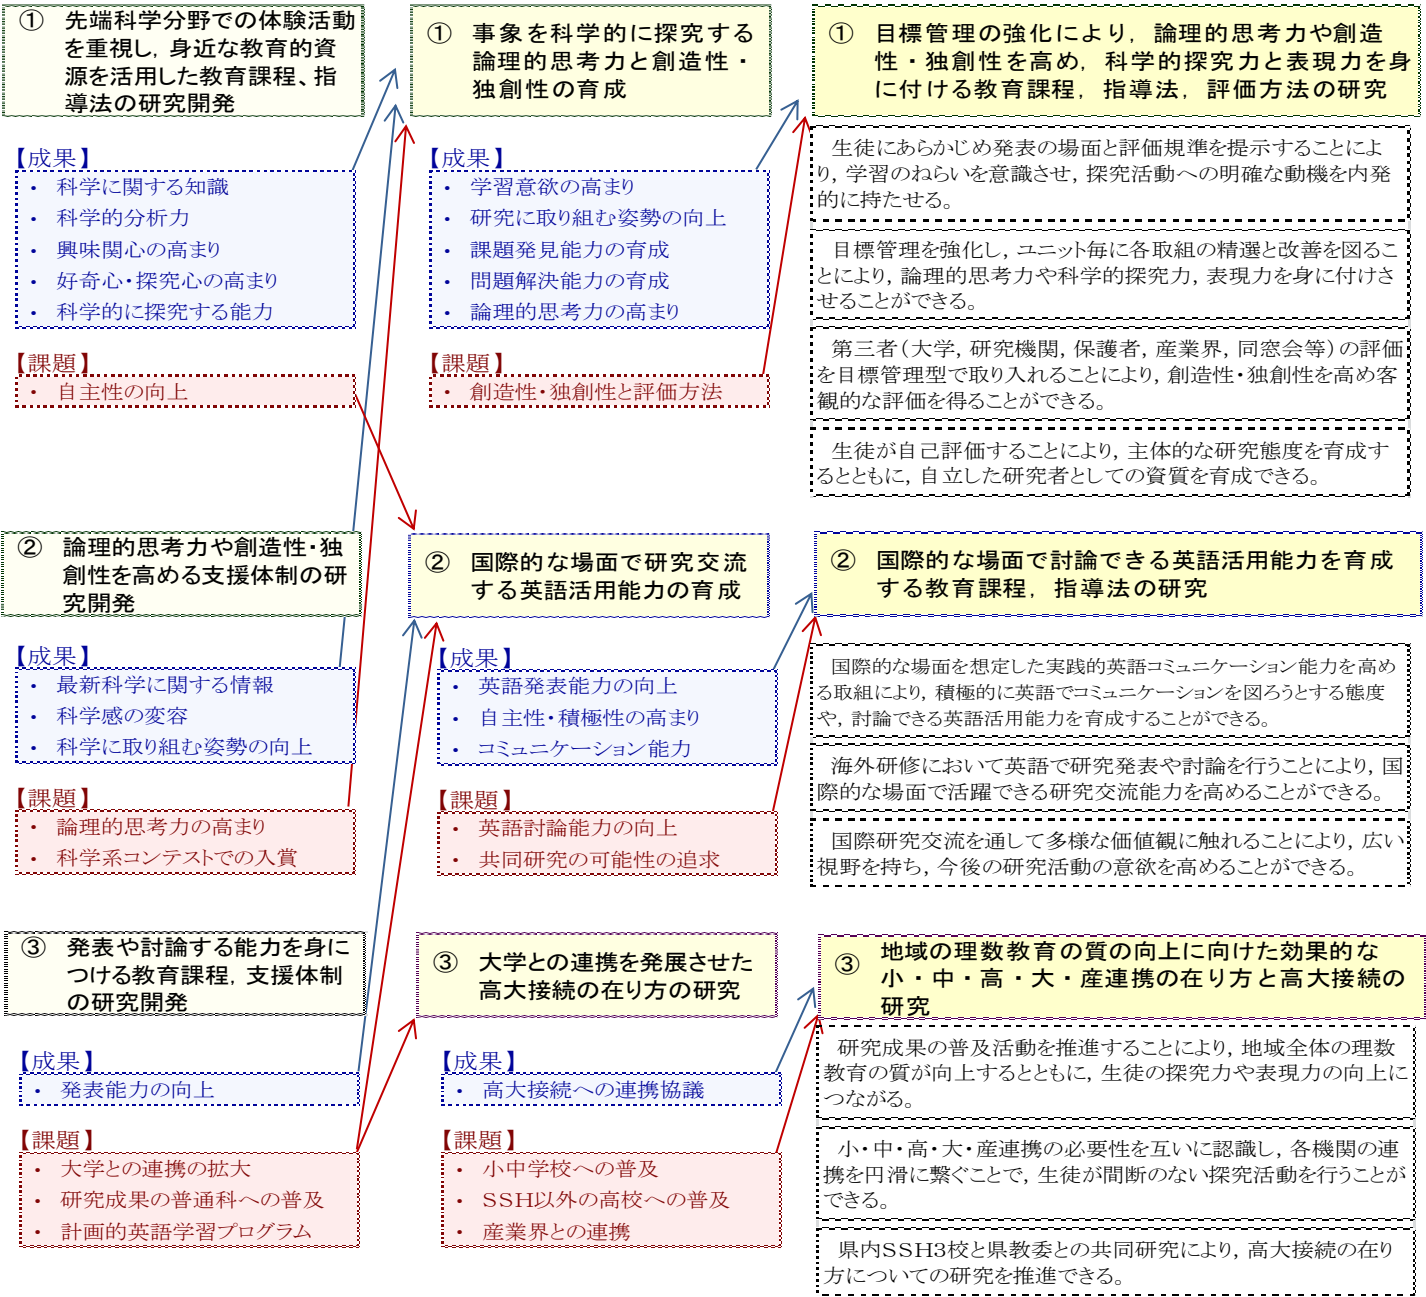 ① 先端科学分野での体験活動
を重視し，身近な教育的資
源を活用した教育課程、指
導法の研究開発
【成果】
・ 科学に関する知識
・ 科学的分析力
・ 興味関心の高まり
・ 好奇心・探究心の高まり
・ 科学的に探究する能力
【課題】
・ 自主性の向上
② 論理的思考力や創造性・独
創性を高める支援体制の研
究開発
【成果】
・ 最新科学に関する情報
・ 科学感の変容
・ 科学に取り組む姿勢の向上
【課題】
・ 論理的思考力の高まり
・ 科学系コンテストでの入賞
③ 発表や討論する能力を身に
つける教育課程，支援体制
の研究開発
【成果】
・ 発表能力の向上
【課題】
・ 大学との連携の拡大
・ 研究成果の普通科への普及
・ 計画的英語学習プログラム
① 事象を科学的に探究する
論理的思考力と創造性・
独創性の育成
【成果】
・ 学習意欲の高まり
・ 研究に取り組む姿勢の向上
・ 課題発見能力の育成
・ 問題解決能力の育成
・ 論理的思考力の高まり
【課題】
・ 創造性・独創性と評価方法
② 国際的な場面で研究交流
する英語活用能力の育成
【成果】
・ 英語発表能力の向上
・ 自主性・積極性の高まり
・ コミュニケーション能力
【課題】
・ 英語討論能力の向上
・ 共同研究の可能性の追求
③ 大学との連携を発展させた
高大接続の在り方の研究
【成果】
・ 高大接続への連携協議
【課題】
・ 小中学校への普及
・ SSH以外の高校への普及
・ 産業界との連携
① 目標管理の強化により，論理的思考力や創造
性・独創性を高め，科学的探究力と表現力を身
に付ける教育課程，指導法，評価方法の研究
生徒にあらかじめ発表の場面と評価規準を提示することによ
り，学習のねらいを意識させ，探究活動への明確な動機を内発
的に持たせる。
目標管理を強化し，ユニット毎に各取組の精選と改善を図るこ
とにより，論理的思考力や科学的探究力，表現力を身に付けさ
せることができる。
第三者（大学，研究機関，保護者，産業界，同窓会等）の評価
を目標管理型で取り入れることにより，創造性・独創性を高め客
観的な評価を得ることができる。
生徒が自己評価することにより，主体的な研究態度を育成す
るとともに，自立した研究者としての資質を育成できる。
② 国際的な場面で討論できる英語活用能力を育成
する教育課程，指導法の研究
国際的な場面を想定した実践的英語コミュニケーション能力を高め
る取組により，積極的に英語でコミュニケーションを図ろうとする態度
や，討論できる英語活用能力を育成することができる。
海外研修において英語で研究発表や討論を行うことにより，国
際的な場面で活躍できる研究交流能力を高めることができる。
国際研究交流を通して多様な価値観に触れることにより，広い
視野を持ち，今後の研究活動の意欲を高めることができる。
③ 地域の理数教育の質の向上に向けた効果的な
小・中・高・大・産連携の在り方と高大接続の
研究
研究成果の普及活動を推進することにより，地域全体の理数
教育の質が向上するとともに，生徒の探究力や表現力の向上に
つながる。
小・中・高・大・産連携の必要性を互いに認識し，各機関の連
携を円滑に繋ぐことで，生徒が間断のない探究活動を行うことが
できる。
県内SSH3校と県教委との共同研究により，高大接続の在り
方についての研究を推進できる。